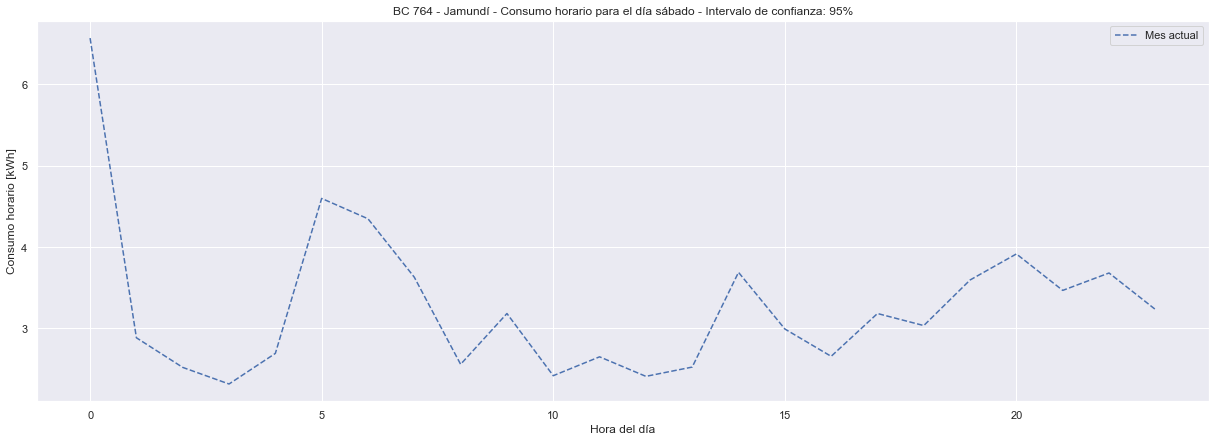 BC 764 - Jamundí - Consumo horario para el día sábado - Intervalo de confianza: 95%
Mes actual
Consumo horario [kWh]
6
5
4
3
0 5 10 15 20
Hora del día